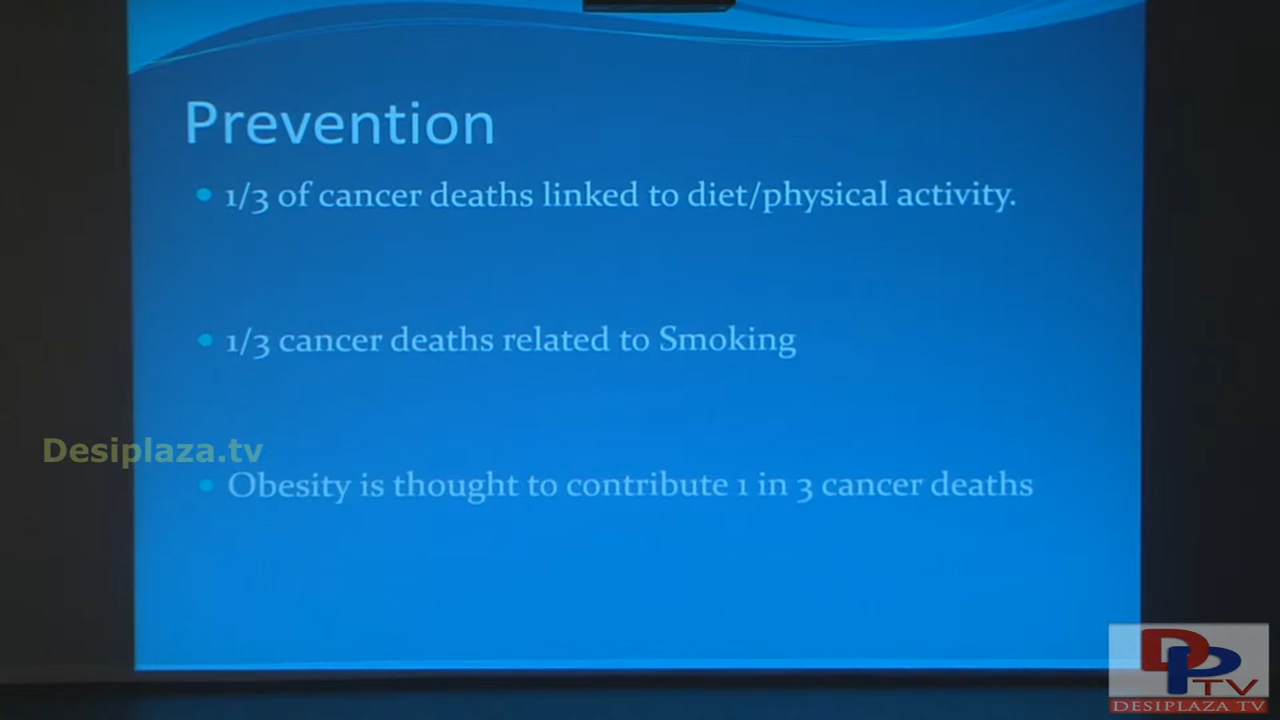 Prevention
1/3 of cancer deaths linked to diet/physical activity.
1/3 cancer deaths related to Smoking
Desiplaza.tv
Obesity is thought to contribute 1 in 3 cancer deaths
DP
TV
DESIPLAZA TV